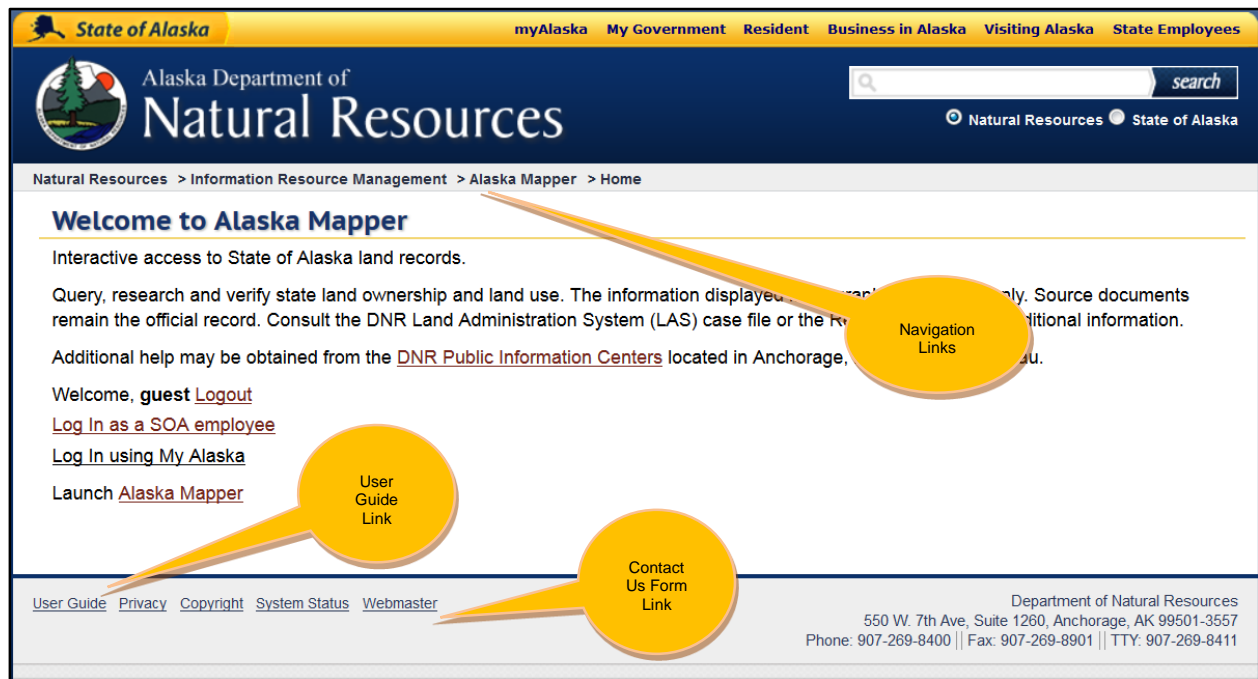 State of Alaska
myAlaska My Government Resident Business in Alaska Visiting Alaska State Employees
Alaska Department of
Natural Resources
search
Natural Resources State of Alaska
Natural Resources > Information Resource Management > Alaska Mapper > Home
Welcome to Alaska Mapper
Interactive access to State of Alaska land records.
Query, research and verify state land ownership and land use. The information displayed only. Source documents
remain the official record. Consult the DNR Land Administration System (LAS) case file or the additional information.
Additional help may be obtained from the DNR Public Information Centers located in Anchorage,
Navigation
Links
Welcome, guest Logout
Log In as a SOA employee
Log In using My Alaska
Launch Alaska Mapper
User
Guide
Link
Contact
Us Form
Link
User Guide Privacy Copyright System Status Webmaster
Department of Natural Resources
550 W. 7th Ave, Suite 1260, Anchorage, AK 99501-3557
Phone: 907-269-8400 || Fax: 907-269-8901 || TTY: 907-269-8411